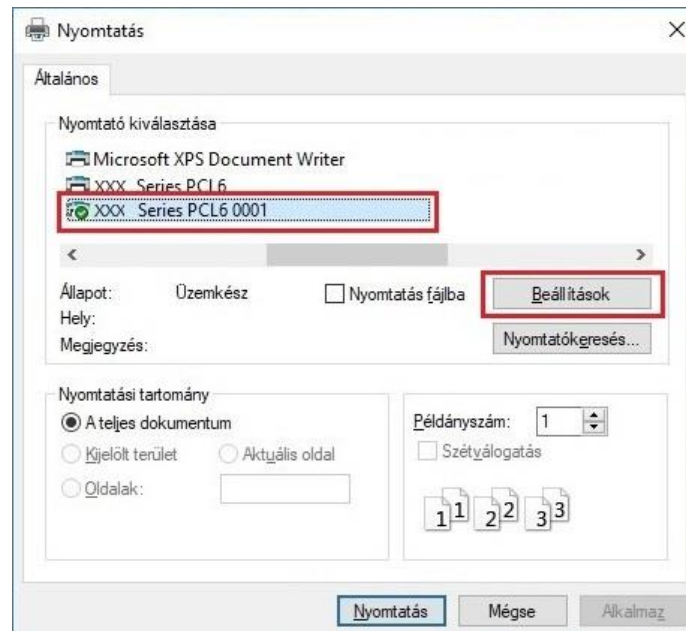 Nyomtatás
Általános
Nyomtató kiválasztása
Microsoft XPS Document Writer
XXX Series PCL6
XXX Series PCL6 0001
Állapot: Üzemkész
Nyomtatás fájlba
Beállítások
Hely:
Megjegyzés:
Nyomtatókeresés...
Nyomtatási tartomány
A teljes dokumentum
Kijelölt terület
Aktuális oldal
Oldalak:
Példányszám: 1
Szétválogatás
1 1 2 2 3 3
Nyomtatás
Mégse
Alkalmaz